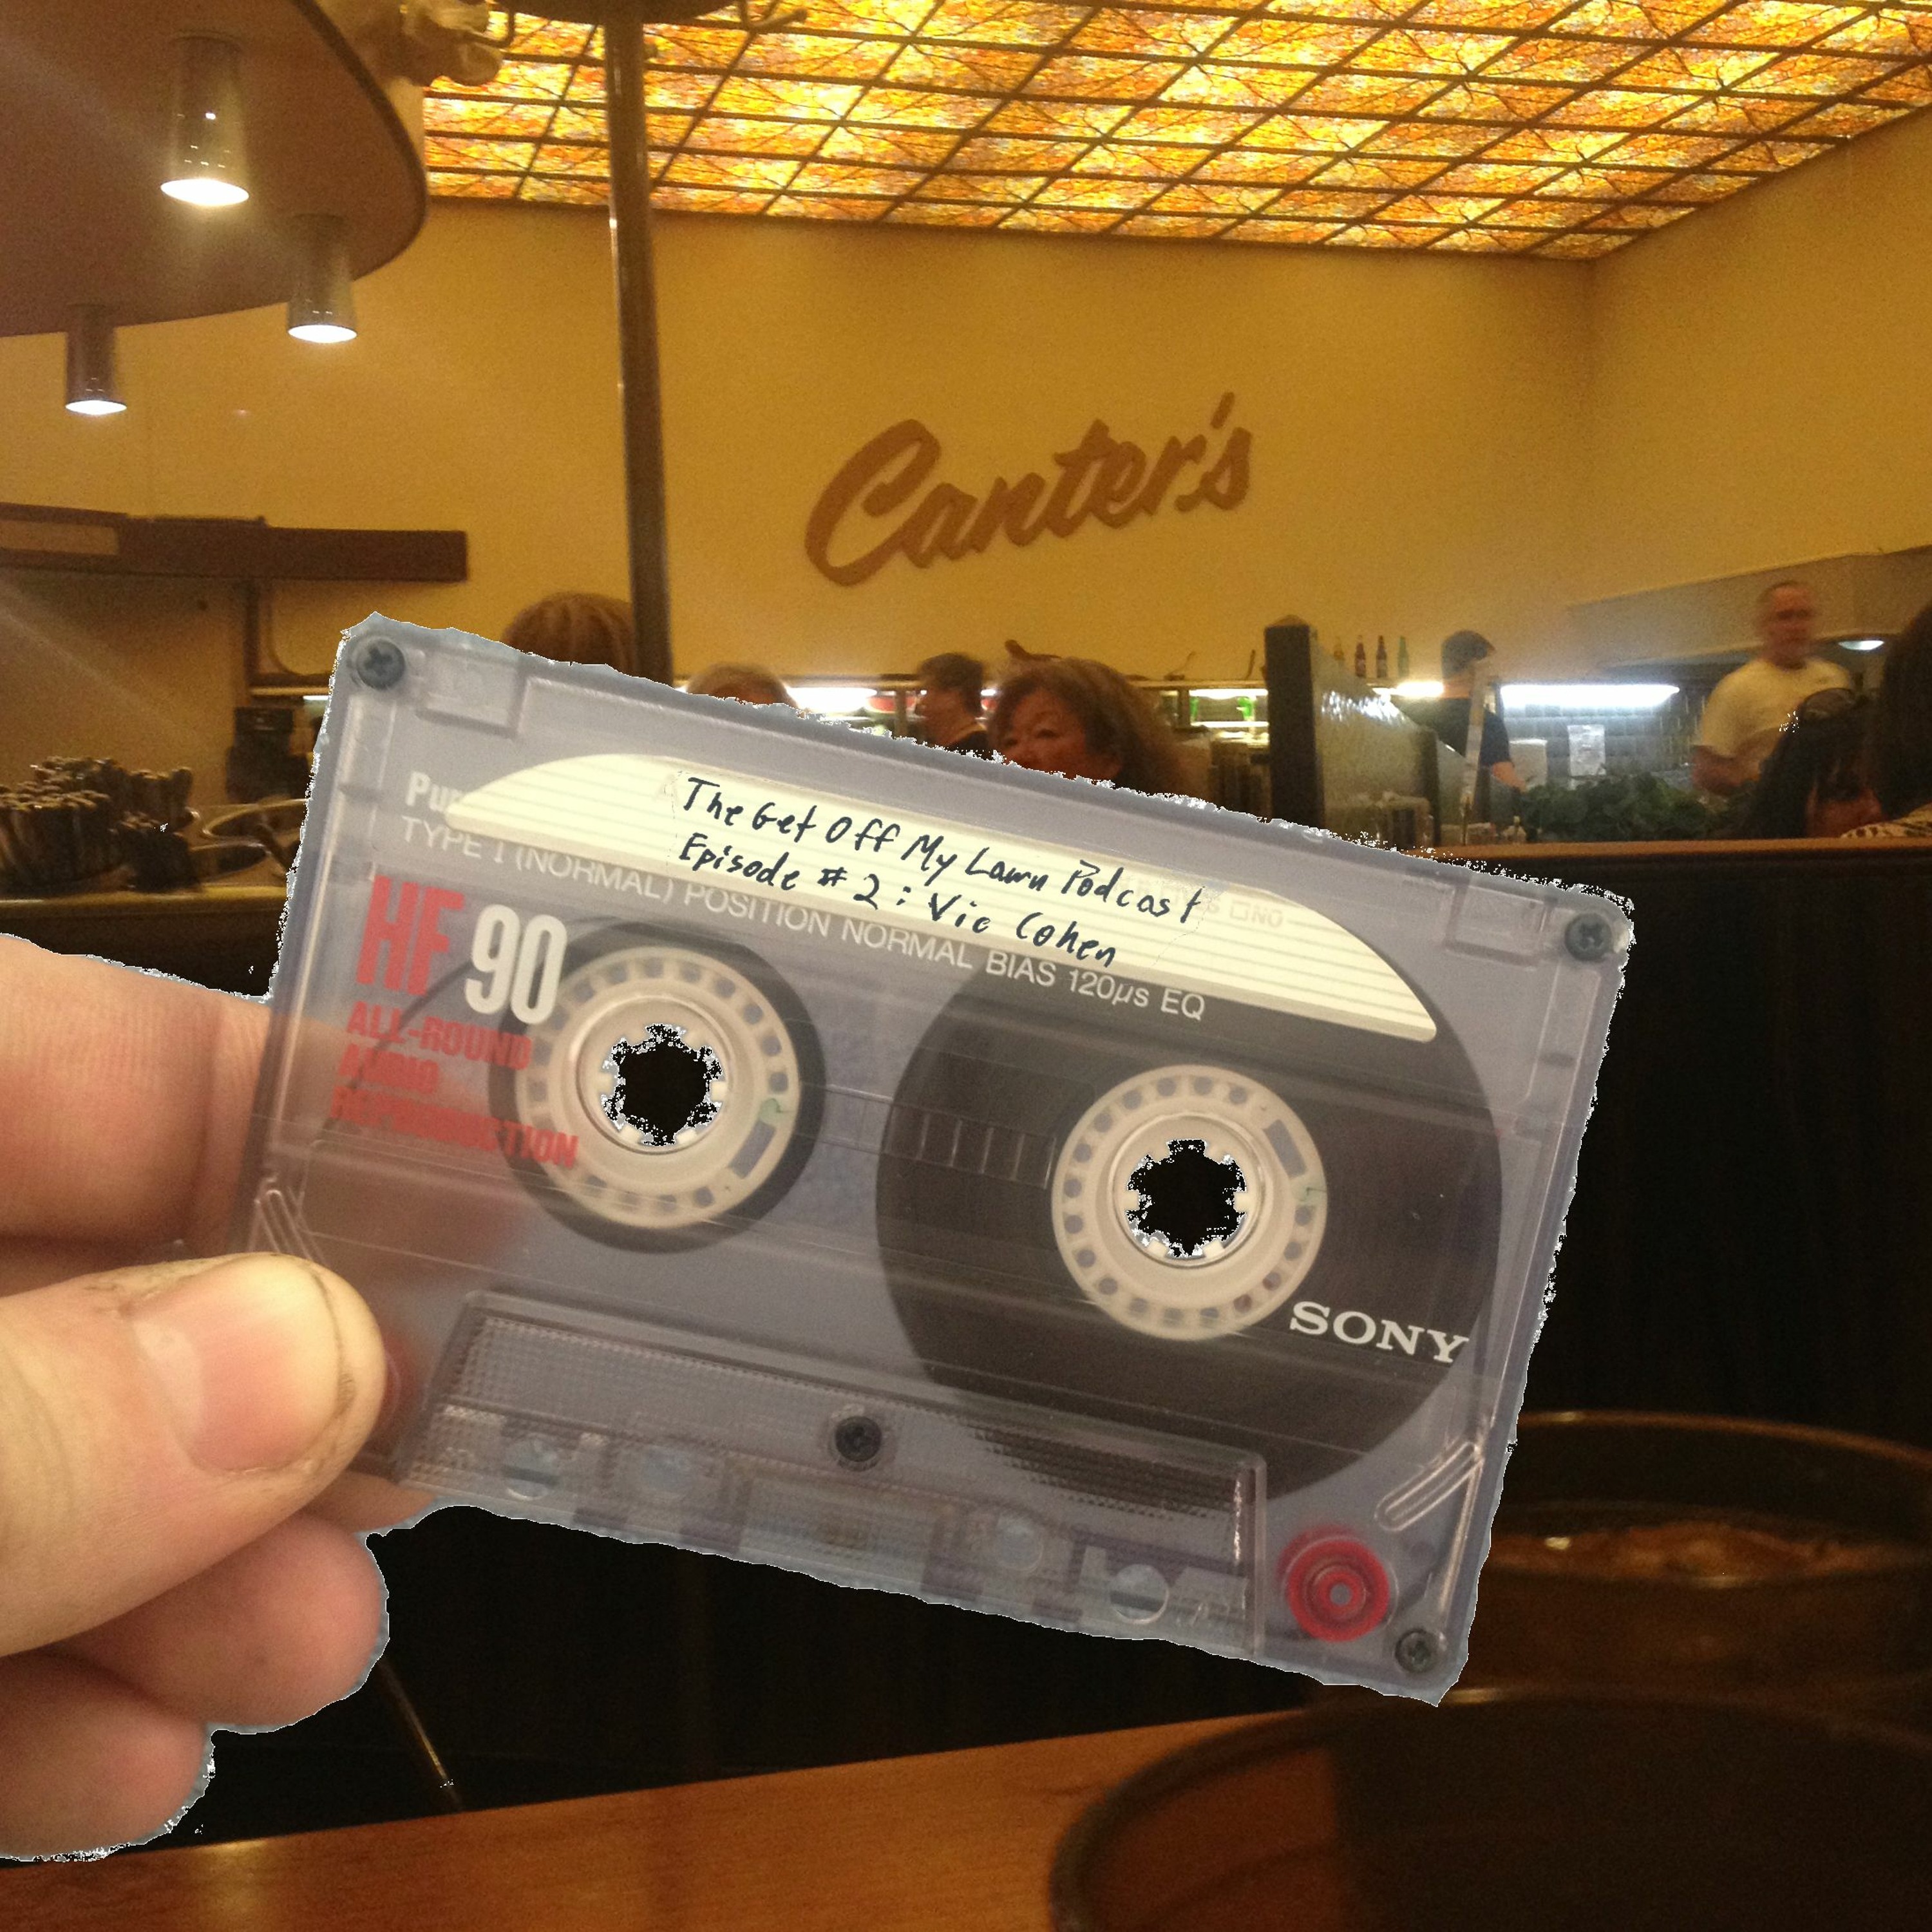 Canter's
The Get Off My Lawn Podcast
Episode # 2 : Vic Cohen
TYPE I (NORMAL) POSITION NORMAL BIAS 120µs EQ
HF 90
ALL-ROUND
AUDIO
REPRODUCTION
SONY